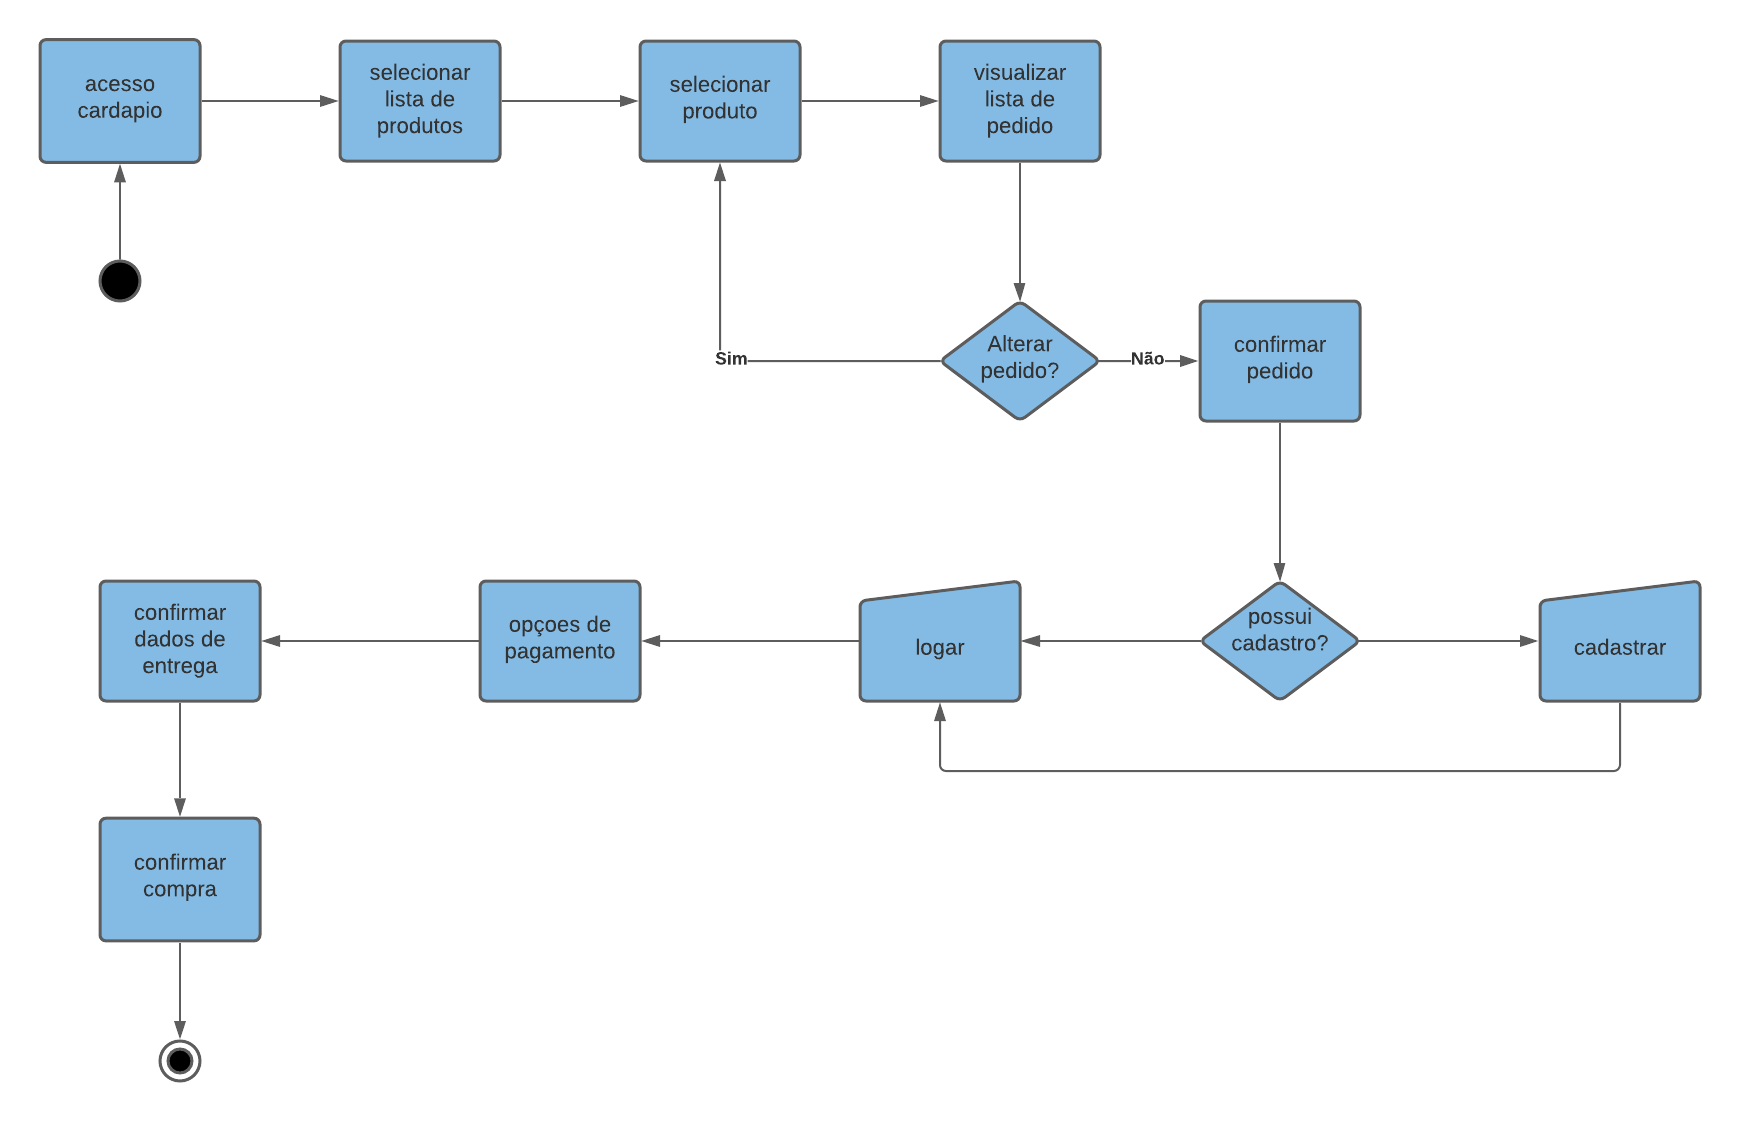 acesso
cardapio
selecionar
lista de
produtos
selecionar
produto
visualizar
lista de
pedido
Sim
Alterar
pedido?
Não
confirmar
pedido
confirmar
dados de
entrega
opçoes de
pagamento
logar
possui
cadastro?
cadastrar
confirmar
compra